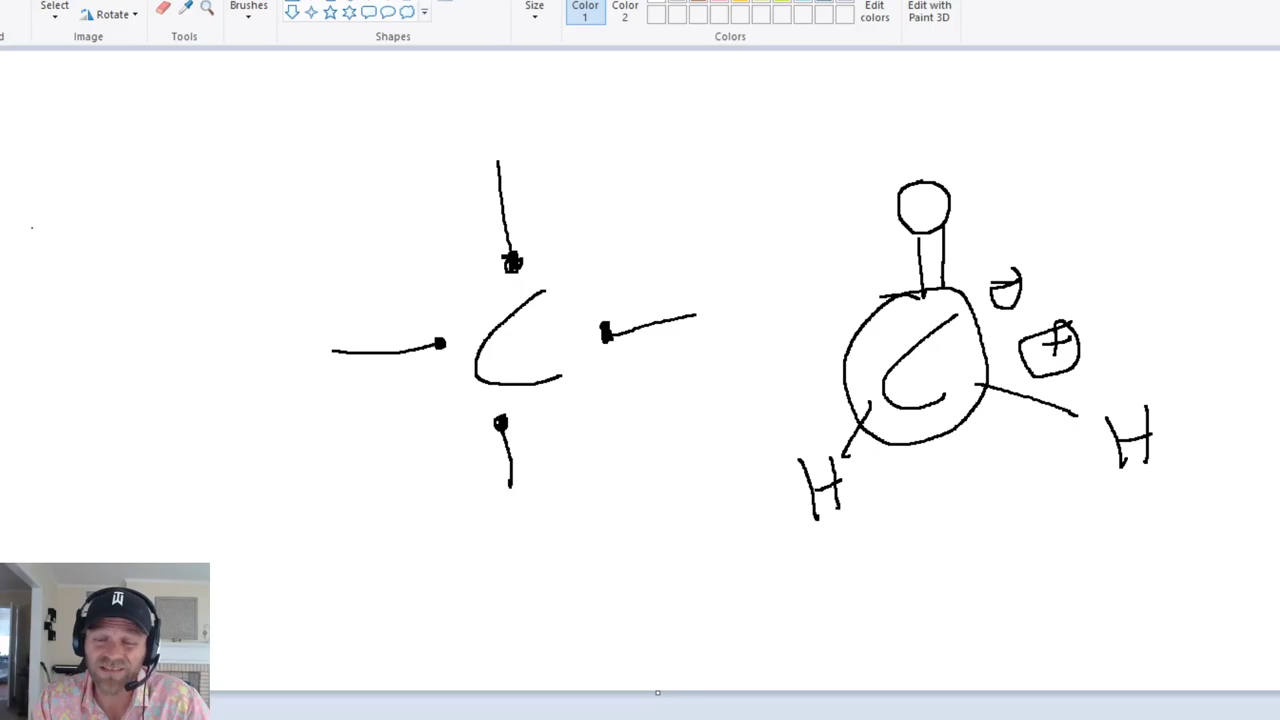 Select
Rotate
Image
Tools
Brushes
Shapes
Size
Color
1
Color
2
Colors
Edit
colors
Edit with
Paint 3D
C
O
C
+
H
H